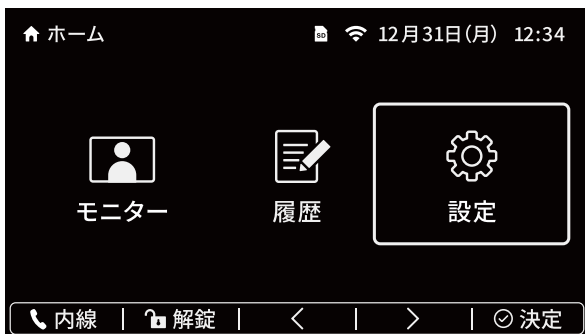 ホーム SD 12月31日(月) 12:34
モニター 履歴 設定
内線 解錠 < > 決定